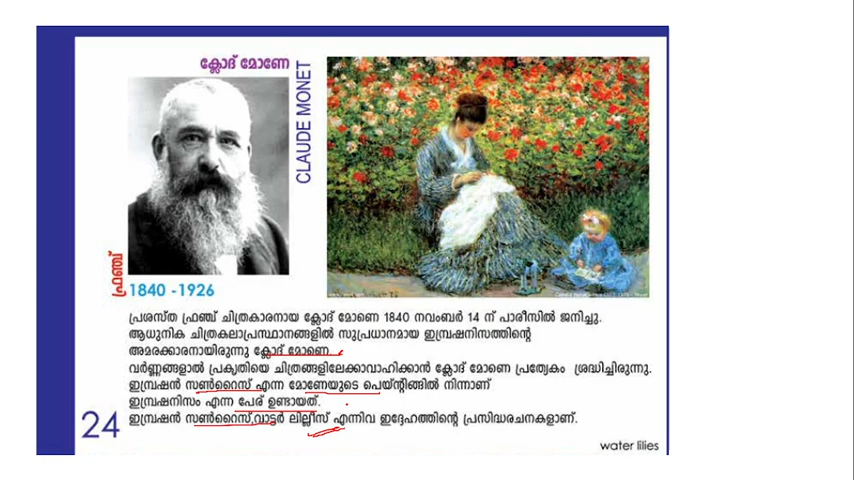 ക്ലോദ് മോണേ
CLAUDE MONET
ഫ്രഞ്ച്
1840 -1926
പ്രശസ്ത ഫ്രഞ്ച് ചിത്രകാരനായ ക്ലോദ് മോണെ 1840 നവംബർ 14 ന് പാരീസിൽ ജനിച്ചു.
ആധുനിക ചിത്രകലാപ്രസ്ഥാനങ്ങളിൽ സുപ്രധാനമായ ഇമ്പ്രഷനിസത്തിന്റെ
അമരക്കാരനായിരുന്നു ക്ലോദ് മോണെ.
വർണ്ണങ്ങളാൽ പ്രകൃതിയെ ചിത്രങ്ങളിലേക്കാവാഹിക്കാൻ ക്ലോദ് മോണെ പ്രത്യേകം ശ്രദ്ധിച്ചിരുന്നു.
ഇമ്പ്രഷൻ സൺറൈസ് എന്ന മോണേയുടെ പെയ്ന്റിങ്ങിൽ നിന്നാണ്
ഇമ്പ്രഷനിസം എന്ന പേര് ഉണ്ടായത്.
ഇമ്പ്രഷൻ സൺറൈസ്,വാട്ടർ ലില്ലീസ് എന്നിവ ഇദ്ദേഹത്തിന്റെ പ്രസിദ്ധരചനകളാണ്.
24
water lilies